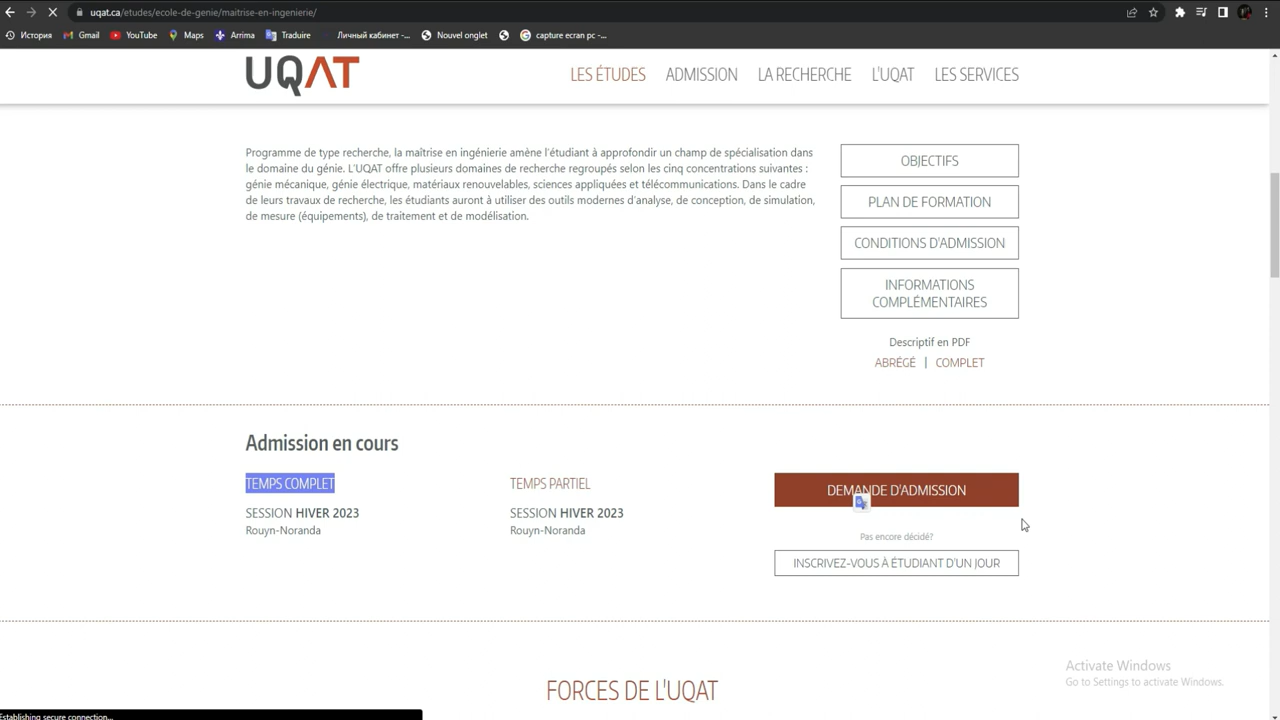 uqat.ca/etudes/ecole-de-genie/maitrise-en-ingenierie/
История Gmail YouTube Maps Arrima Traduire Личный кабинет -... Nouvel onglet capture ecran pc -...
UQAT
LES ÉTUDES ADMISSION LA RECHERCHE L'UQAT LES SERVICES
Programme de type recherche, la maîtrise en ingénierie amène l'étudiant à approfondir un champ de spécialisation dans
le domaine du génie. L'UQAT offre plusieurs domaines de recherche regroupés selon les cinq concentrations suivantes :
génie mécanique, génie électrique, matériaux renouvelables, sciences appliquées et télécommunications. Dans le cadre
de leurs travaux de recherche, les étudiants auront à utiliser des outils modernes d'analyse, de conception, de simulation,
de mesure (équipements), de traitement et de modélisation.
OBJECTIFS
PLAN DE FORMATION
CONDITIONS D'ADMISSION
INFORMATIONS
COMPLÉMENTAIRES
Descriptif en PDF
ABRÉGÉ | COMPLET
Admission en cours
TEMPS COMPLET
SESSION HIVER 2023
Rouyn-Noranda
TEMPS PARTIEL
SESSION HIVER 2023
Rouyn-Noranda
DEMANDE D'ADMISSION
Pas encore décidé?
INSCRIVEZ-VOUS À ÉTUDIANT D'UN JOUR
FORCES DE L'UQAT
Activate Windows
Go to Settings to activate Windows.
Establishing secure connection...